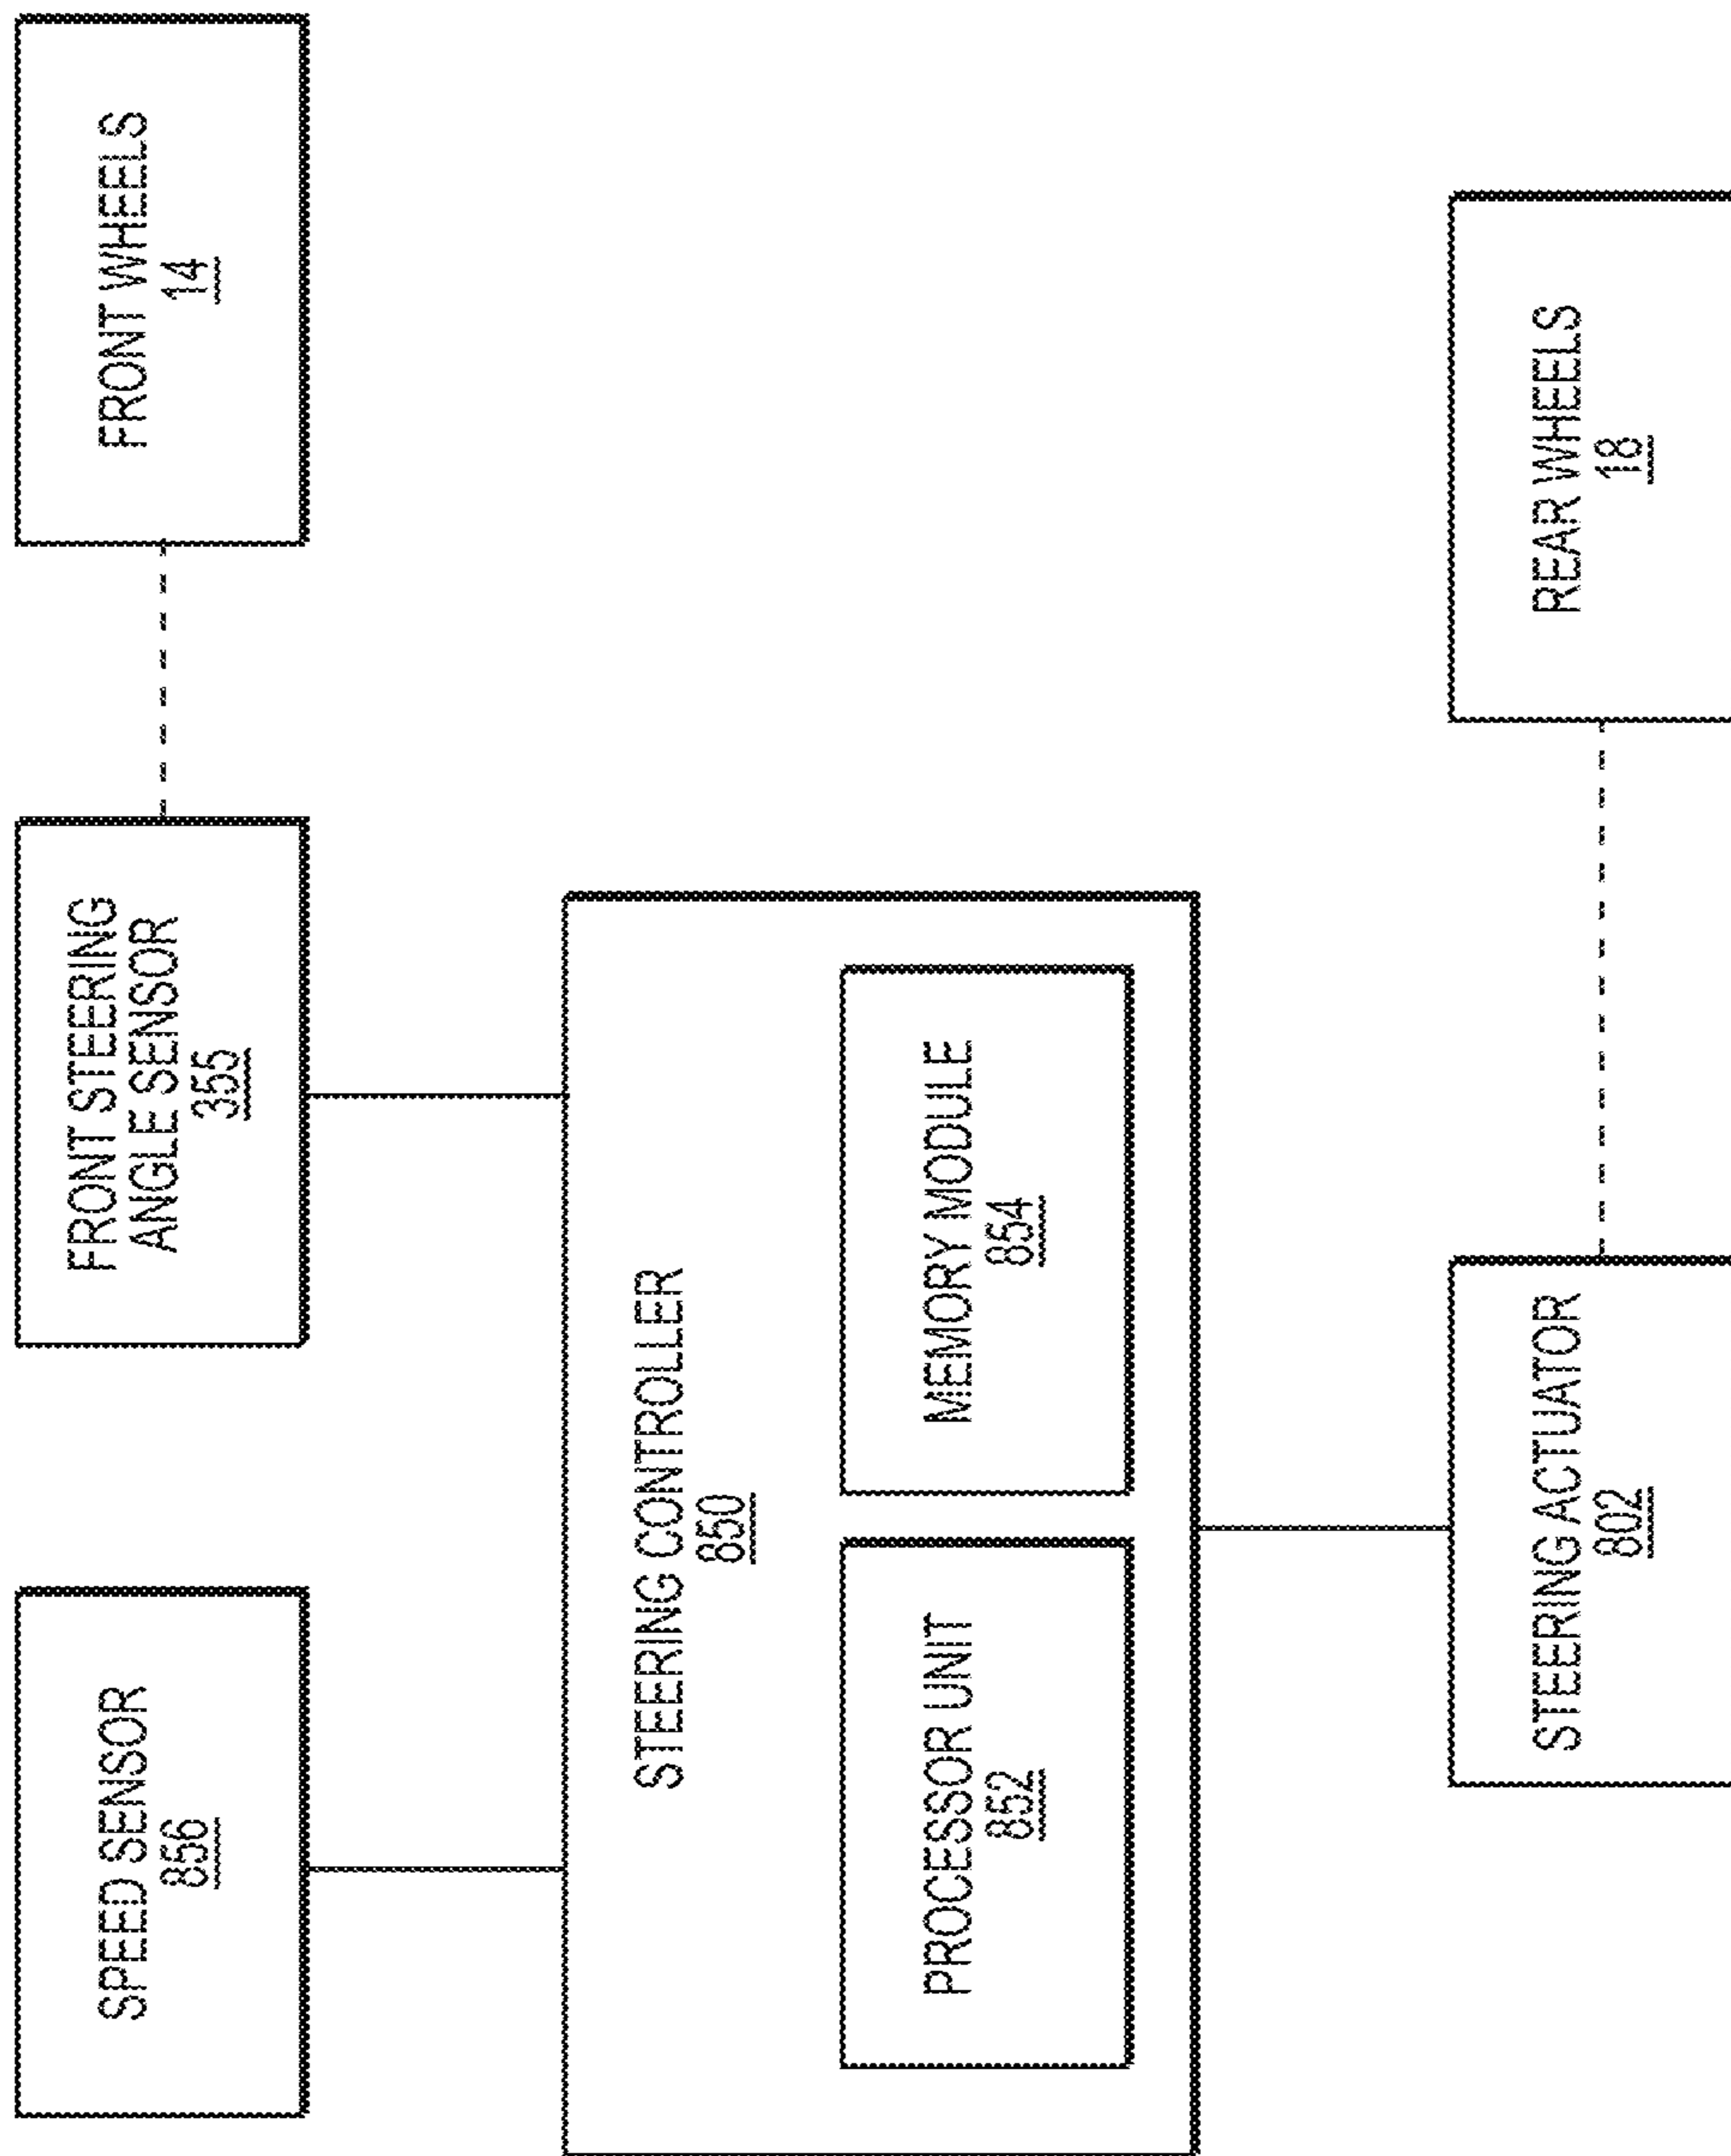 SPEED SENSOR
856
FRONT STEERING
ANGLE SENSOR
355
FRONT WHEELS
14
STEERING CONTROLLER
850
PROCESSOR UNIT
852
MEMORY MODULE
854
STEERING ACTUATOR
802
REAR WHEELS
18